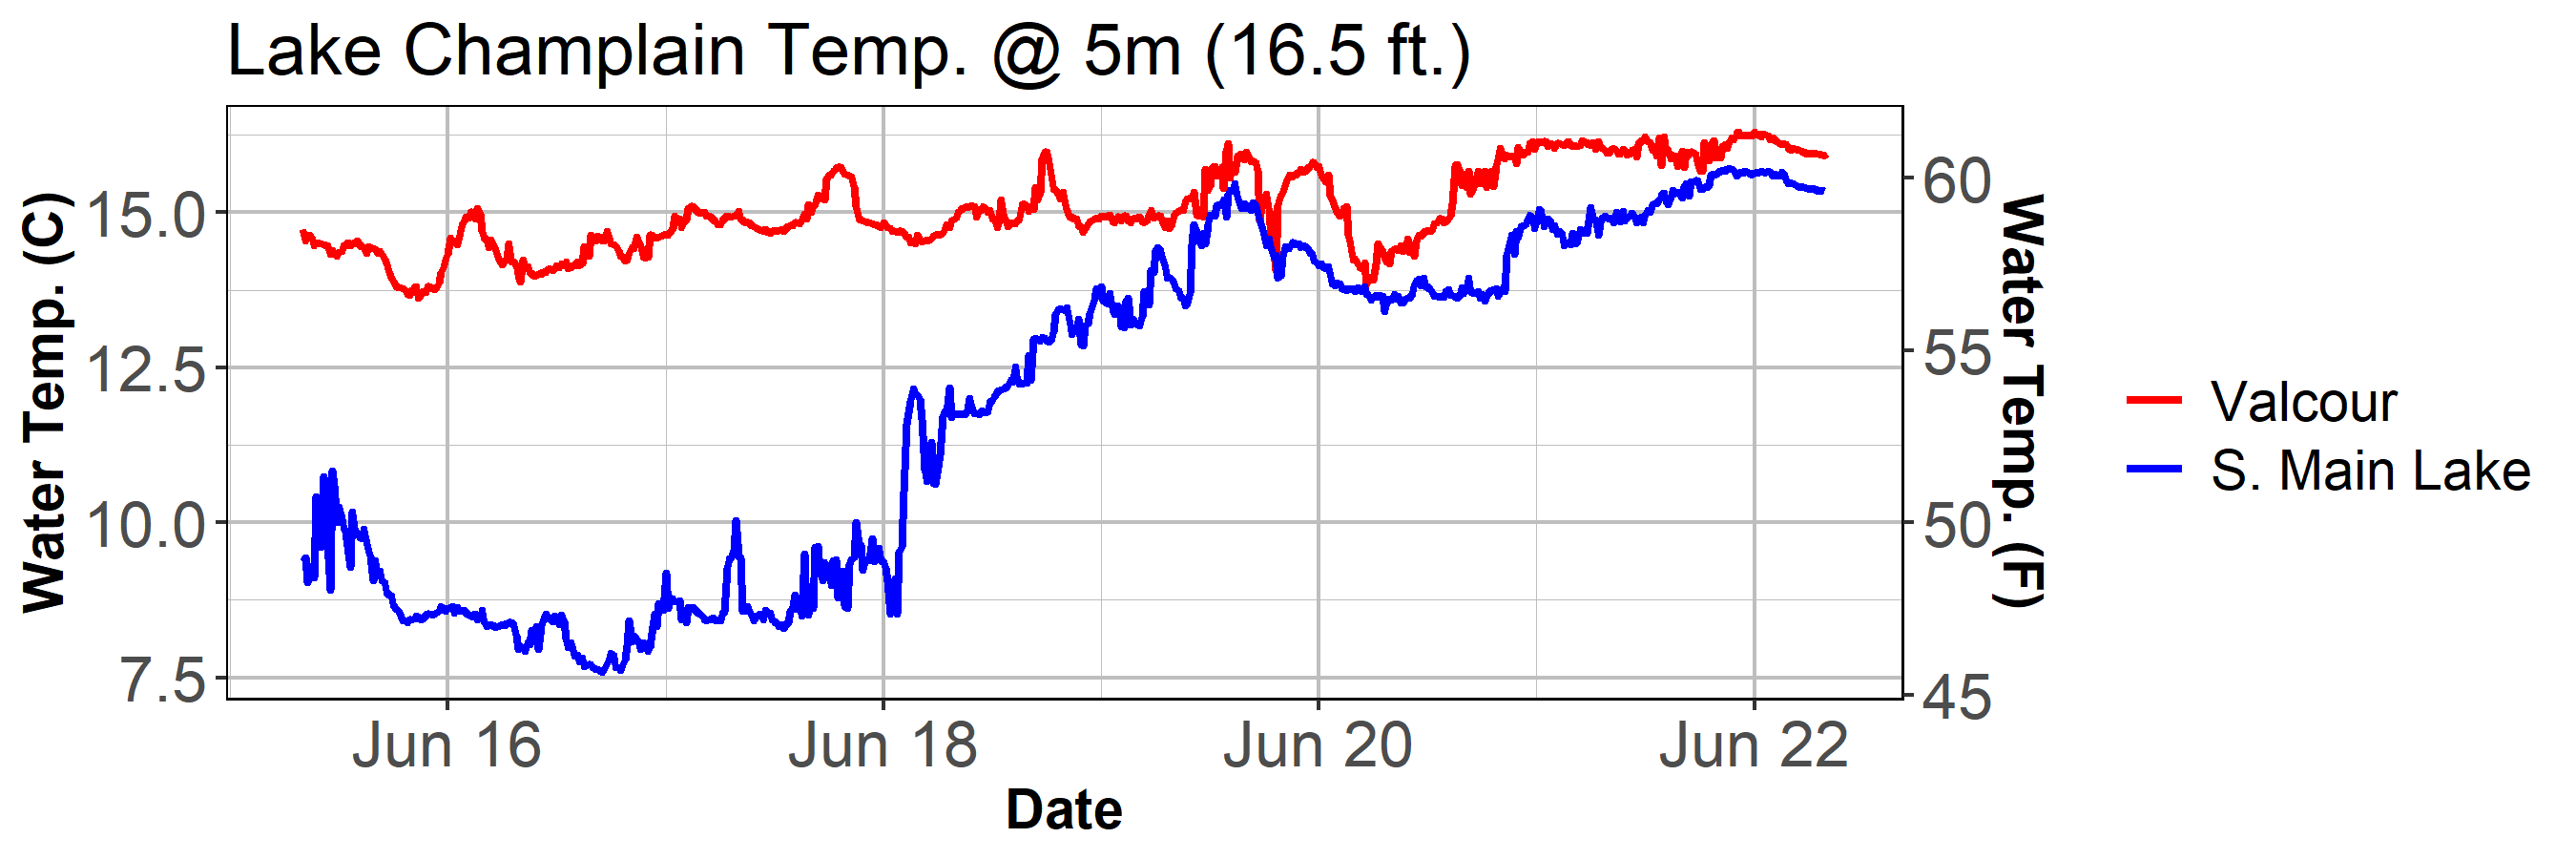 Lake Champlain Temp. @ 5m (16.5 ft.)
Water Temp. (C)
15.0
12.5
10.0
7.5
60
55
50
45
Water Temp. (F)
Jun 16 Jun 18 Jun 20 Jun 22
Date
Valcour
S. Main Lake